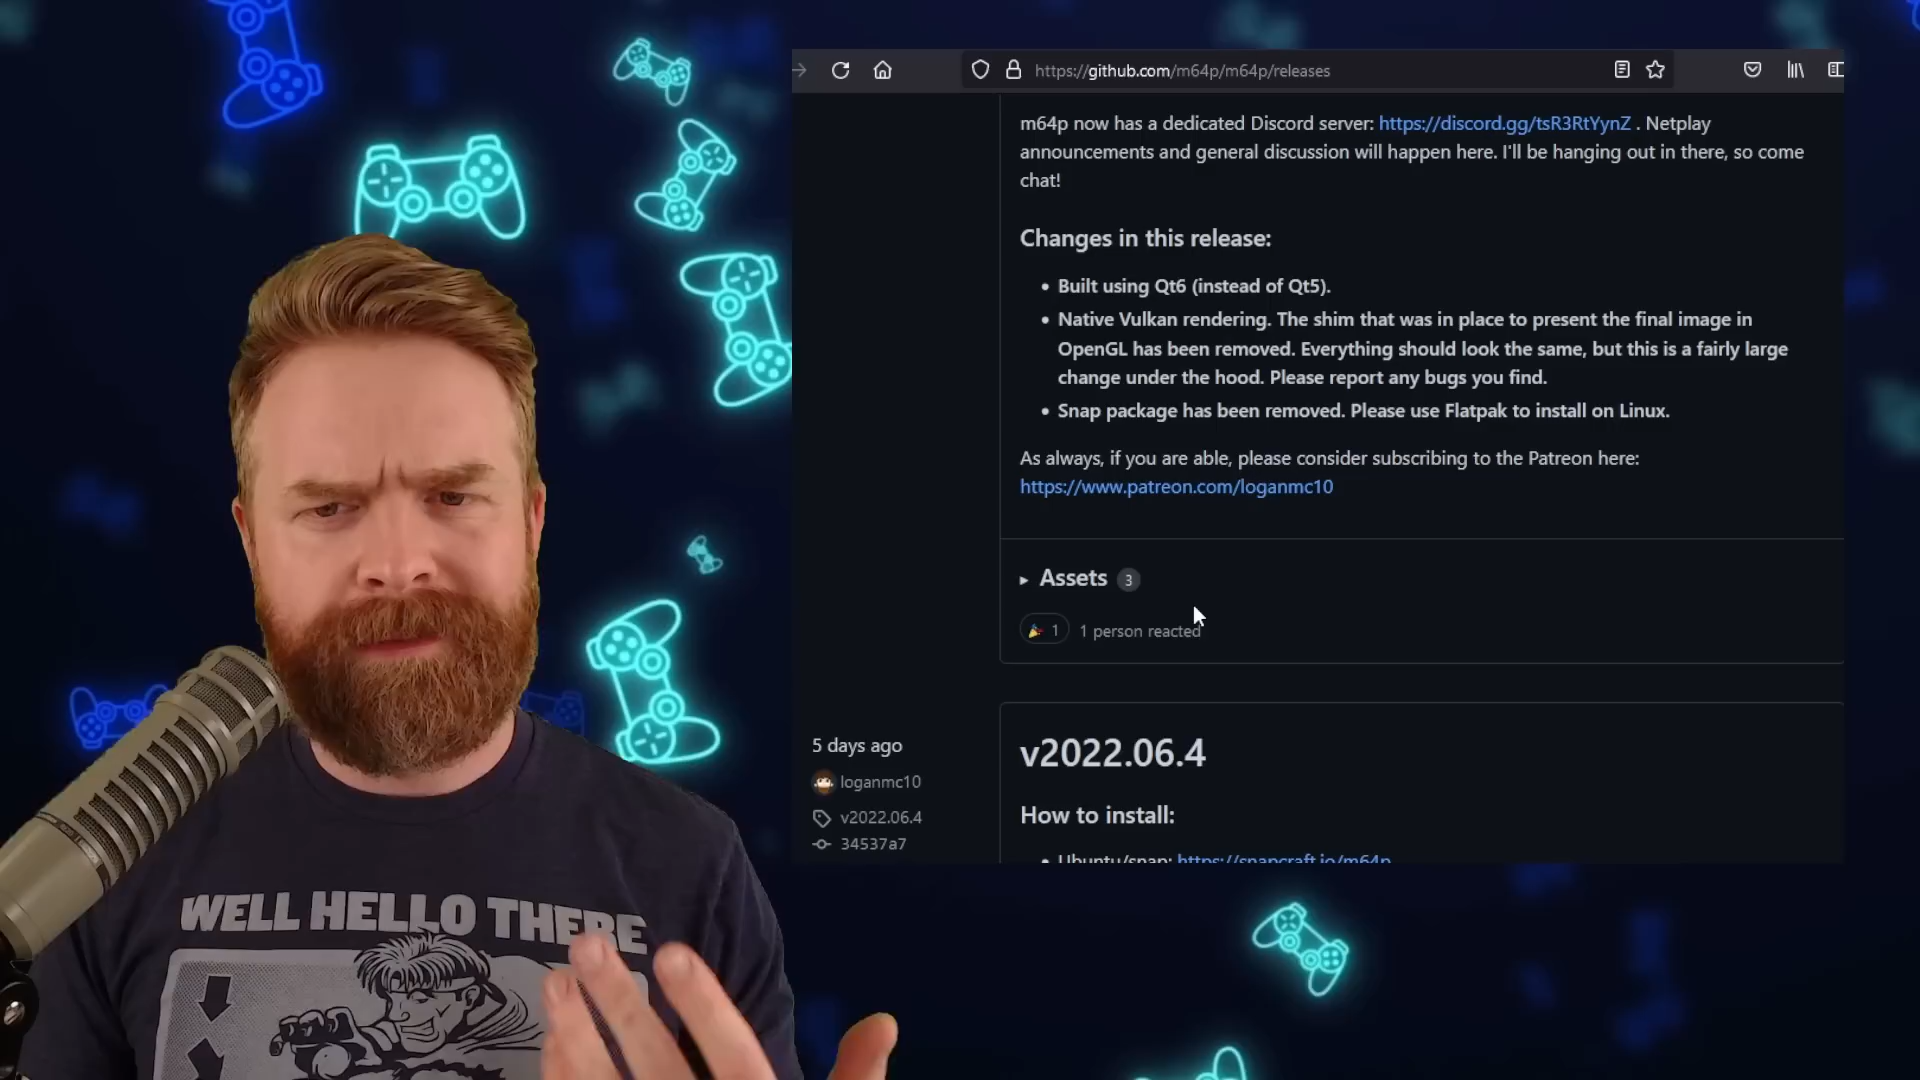 https://github.com/m64p/m64p/releases
m64p now has a dedicated Discord server: https://discord.gg/tsR3RtYynZ . Netplay
announcements and general discussion will happen here. I'll be hanging out in there, so come
chat!
Changes in this release:
• Built using Qt6 (instead of Qt5).
• Native Vulkan rendering. The shim that was in place to present the final image in
OpenGL has been removed. Everything should look the same, but this is a fairly large
change under the hood. Please report any bugs you find.
• Snap package has been removed. Please use Flatpak to install on Linux.
As always, if you are able, please consider subscribing to the Patreon here:
https://www.patreon.com/loganmc10
Assets 3
1 1 person reacted
5 days ago
loganmc10
v2022.06.4
34537a7
v2022.06.4
How to install:
• Ubuntu/snap: https://snapcraft.io/m64p
WELL HELLO THERE